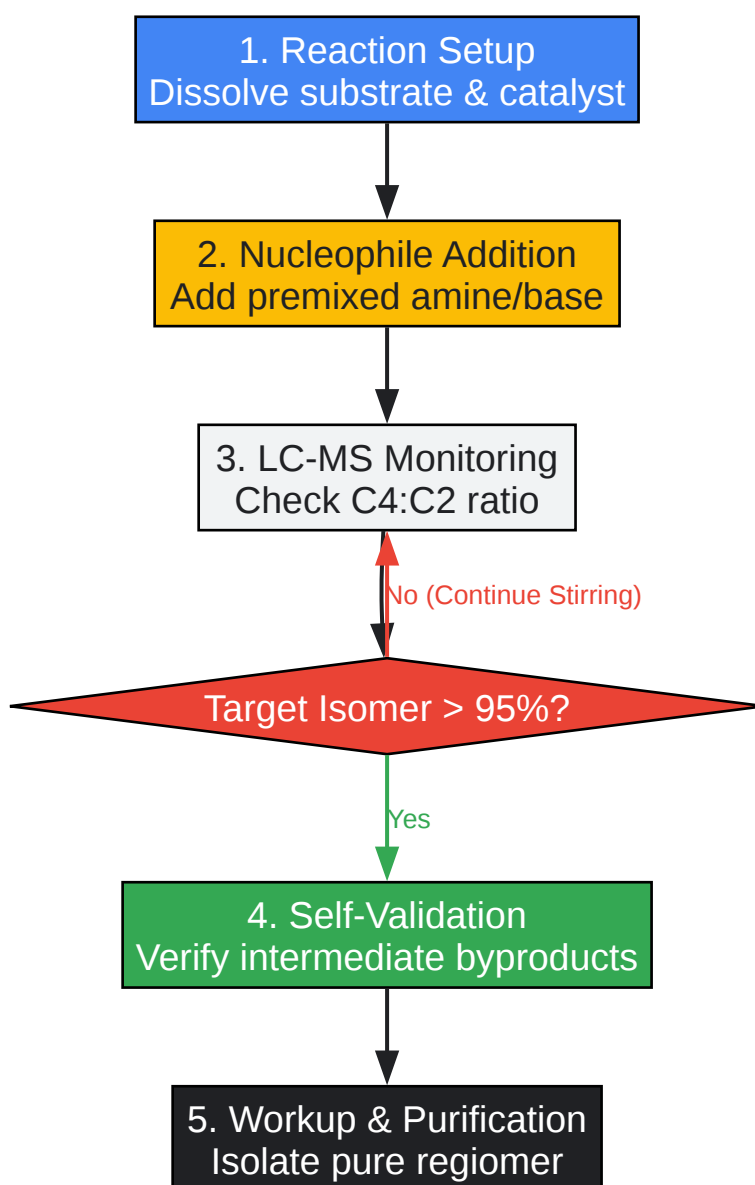 1. Reaction Setup
Dissolve substrate & catalyst
2. Nucleophile Addition
Add premixed amine/base
3. LC-MS Monitoring
Check C4:C2 ratio
No (Continue Stirring)
Target Isomer > 95%?
Yes
4. Self-Validation
Verify intermediate byproducts
5. Workup & Purification
Isolate pure regiomer